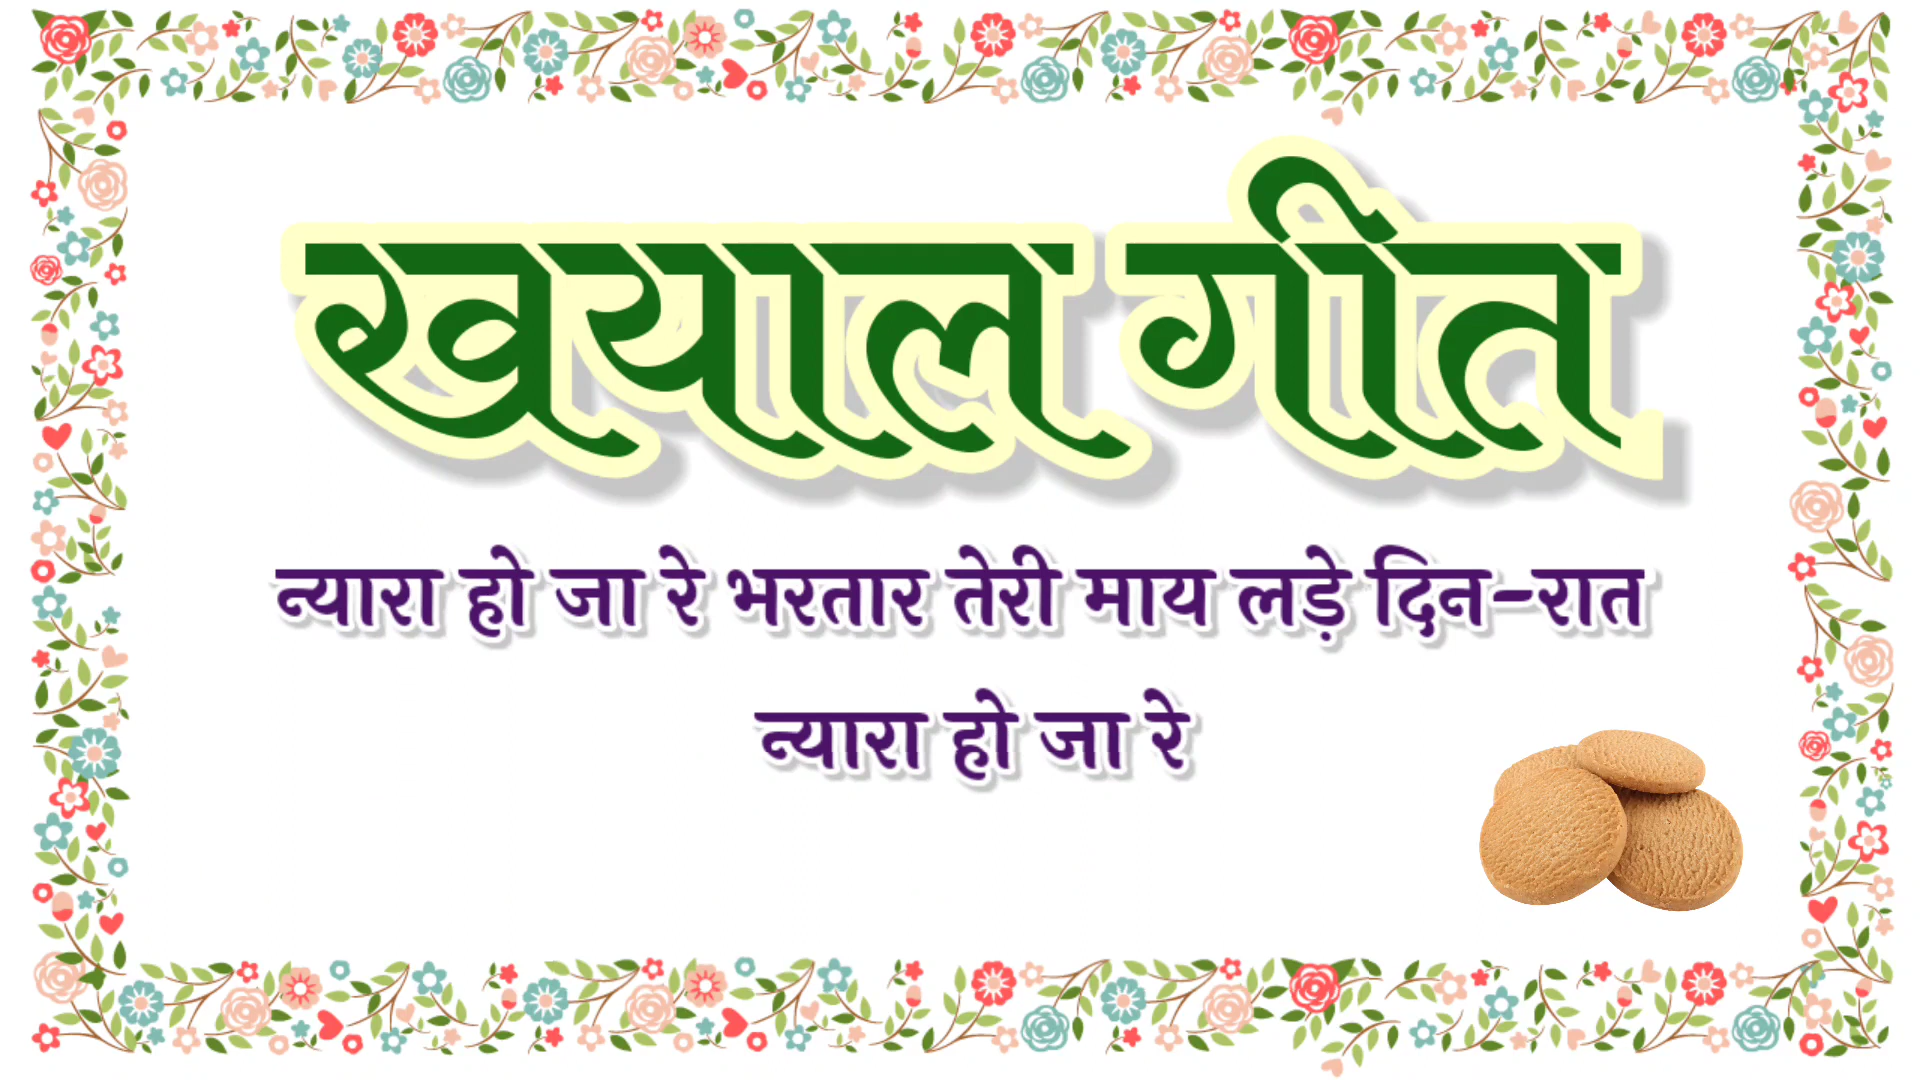 खयाल गीत
न्यारा हो जा रे भरतार तेरी माय लड़े दिन-रात
न्यारा हो जा रे